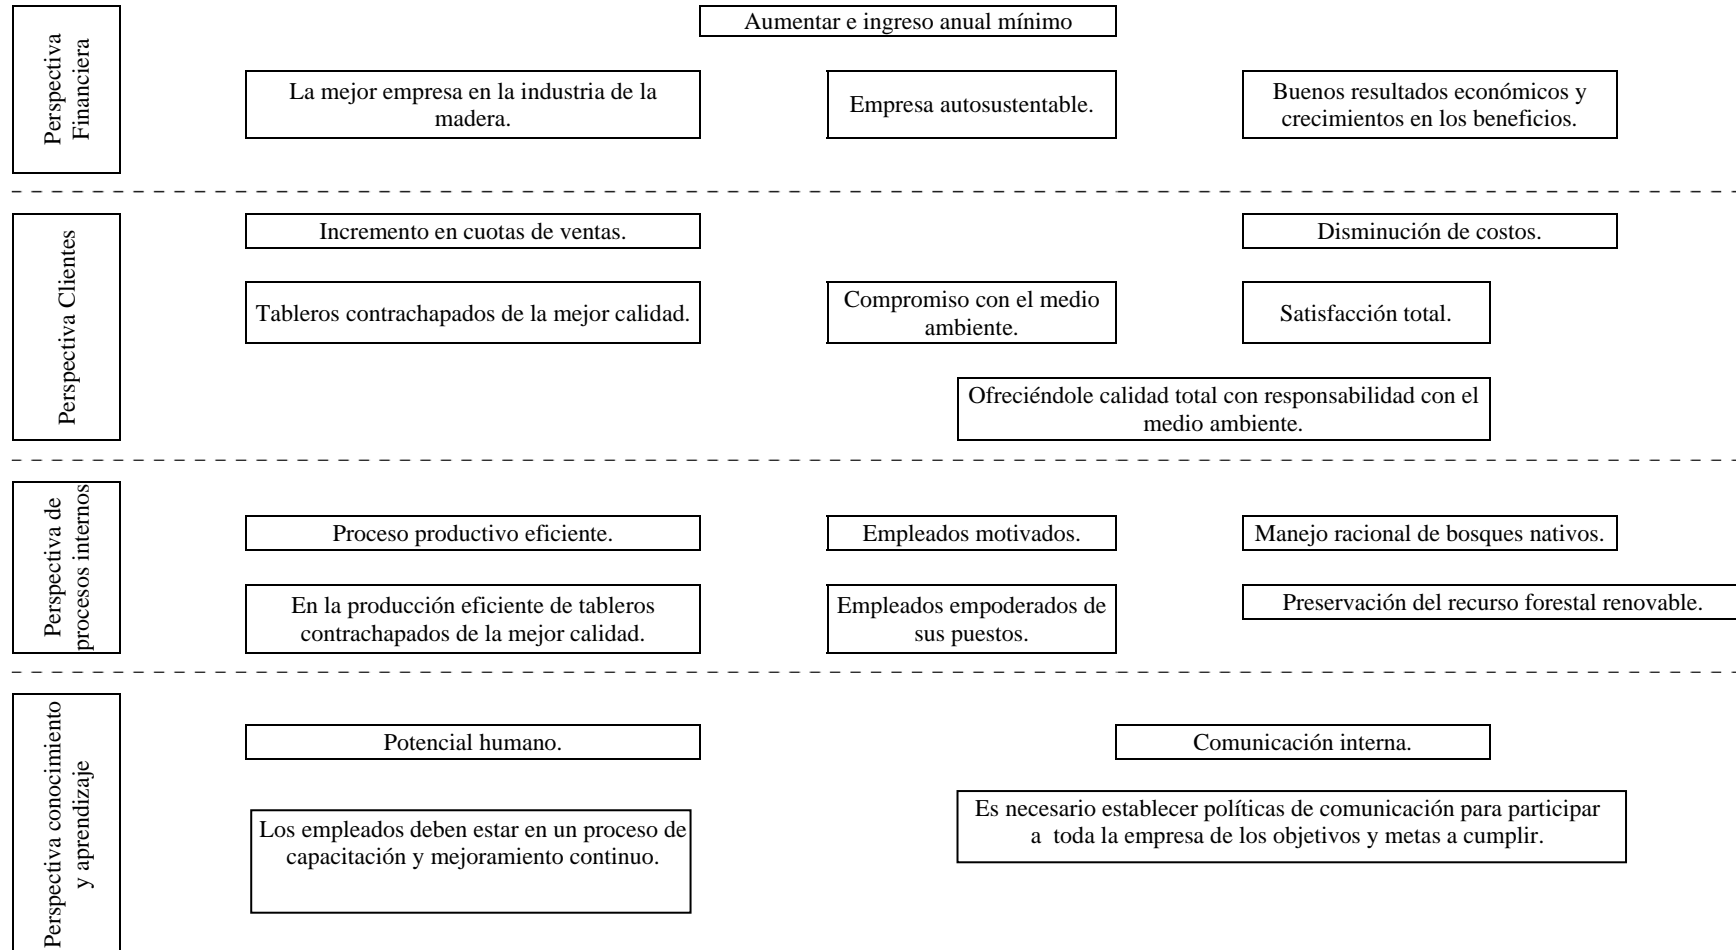 Perspectiva
Financiera
Aumentar e ingreso anual mínimo
La mejor empresa en la industria de la
madera.
Empresa autosustentable.
Buenos resultados económicos y
crecimientos en los beneficios.
Perspectiva Clientes
Incremento en cuotas de ventas.
Disminución de costos.
Tableros contrachapados de la mejor calidad.
Compromiso con el medio
ambiente.
Satisfacción total.
Ofreciéndole calidad total con responsabilidad con el
medio ambiente.
Perspectiva de
procesos internos
Proceso productivo eficiente.
Empleados motivados.
Manejo racional de bosques nativos.
En la producción eficiente de tableros
contrachapados de la mejor calidad.
Empleados empoderados de
sus puestos.
Preservación del recurso forestal renovable.
Perspectiva conocimiento
y aprendizaje
Potencial humano.
Comunicación interna.
Los empleados deben estar en un proceso de
capacitación y mejoramiento continuo.
Es necesario establecer políticas de comunicación para participar
a toda la empresa de los objetivos y metas a cumplir.